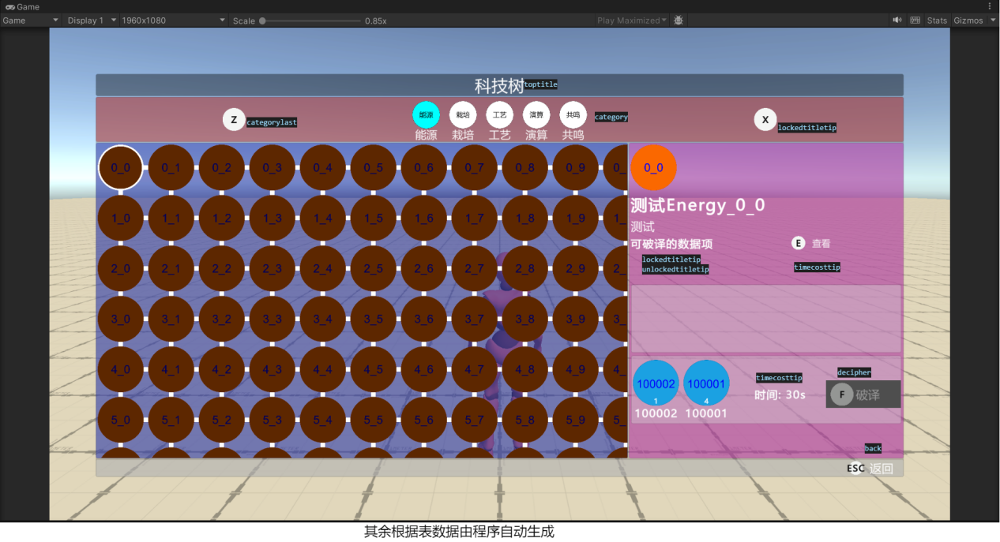 Game
Game Display 1 1960x1080 Scale 0.85x Play Maximized Stats Gizmos
科技树 toptitle
Z categorylast 能源 栽培 工艺 演算 共鸣 category X lockedtitletip
能源 栽培 工艺 演算 共鸣
0_0 0_1 0_2 0_3 0_4 0_5 0_6 0_7 0_8 0_9 0_ 0_0
测试Energy_0_0
1_0 1_1 1_2 1_3 1_4 1_5 1_6 1_7 1_8 1_9 1_
测试
可破译的数据项 E 查看
lockedtitletip
unlockedtitletip timecosttip
2_0 2_1 2_2 2_3 2_4 2_5 2_6 2_7 2_8 2_9 2_
3_0 3_1 3_2 3_3 3_4 3_5 3_6 3_7 3_8 3_9 3_
4_0 4_1 4_2 4_3 4_4 4_5 4_6 4_7 4_8 4_9 4_
100002 100001 timecosttip decipher
1 4 时间: 30s F 破译
100002 100001
5_0 5_1 5_2 5_3 5_4 5_5 5_6 5_7 5_8 5_9 5_
back
ESC 返回
其余根据表数据由程序自动生成